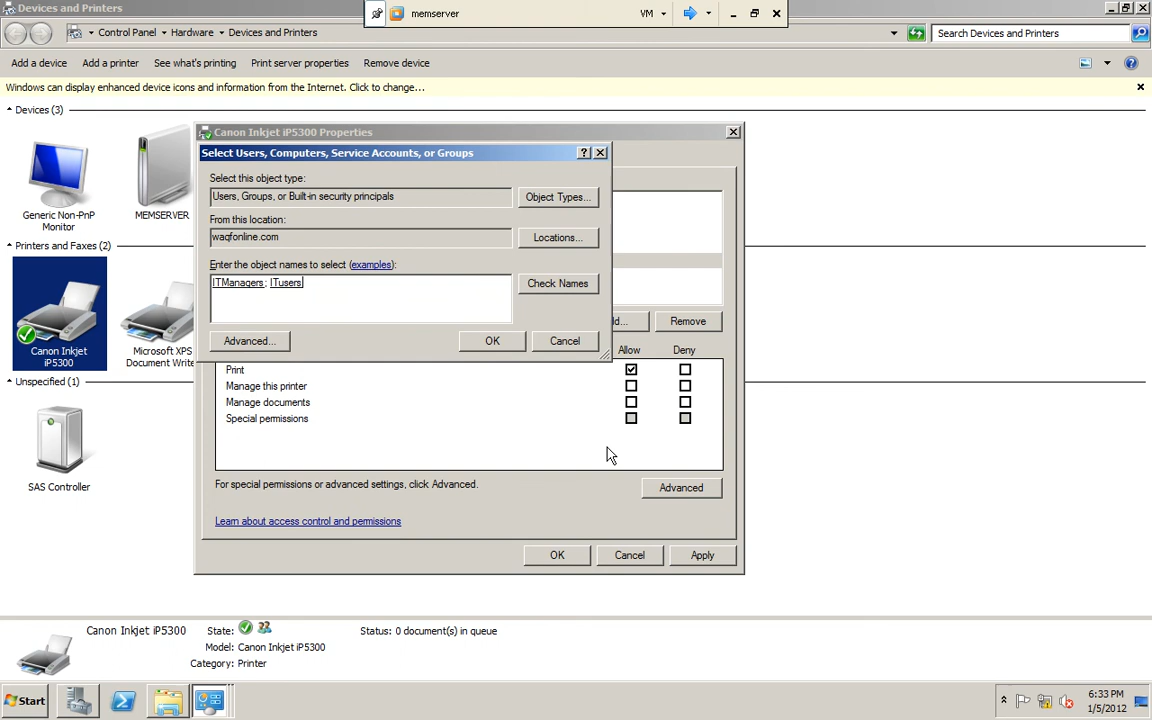 Devices and Printers
memserver
VM
Control Panel
Hardware
Devices and Printers
Search Devices and Printers
Add a device
Add a printer
See what's printing
Print server properties
Remove device
Windows can display enhanced device icons and information from the Internet. Click to change...
Devices (3)
Generic Non-PnP
Monitor
MEMSERVER
Printers and Faxes (2)
Canon Inkjet
iP5300
Microsoft XPS
Document Write
Unspecified (1)
SAS Controller
Canon Inkjet iP5300 Properties
Select Users, Computers, Service Accounts, or Groups
Select this object type:
Users, Groups, or Built-in security principals
Object Types...
From this location:
waqfonline.com
Locations...
Enter the object names to select (examples):
ITManagers; ITusers
Check Names
Advanced...
OK
Cancel
d...
Remove
Allow
Deny
Print
Manage this printer
Manage documents
Special permissions
For special permissions or advanced settings, click Advanced.
Advanced
Learn about access control and permissions
OK
Cancel
Apply
Canon Inkjet iP5300
State:
Status: 0 document(s) in queue
Model: Canon Inkjet iP5300
Category: Printer
Start
6:33 PM
1/5/2012